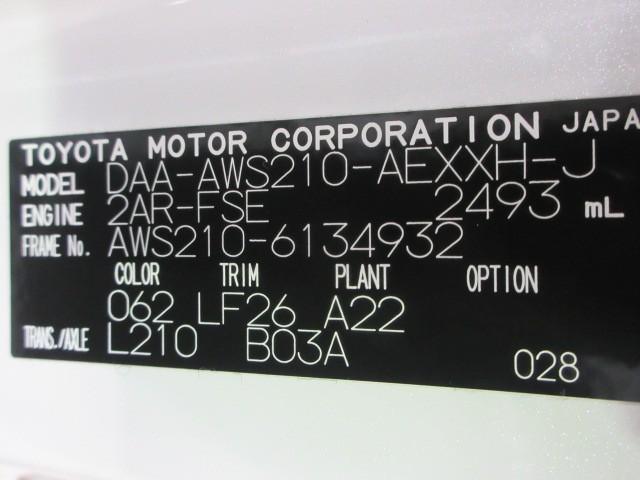 TOYOTA MOTOR CORPORATION JAPA
MODEL DAA-AWS210-AEXXH-J
ENGINE 2AR-FSE 2493 mL
FRAME No. AWS210-6134932
COLOR TRIM PLANT OPTION
062 LF26 A22
TRANS./AXLE L210 B03A
028